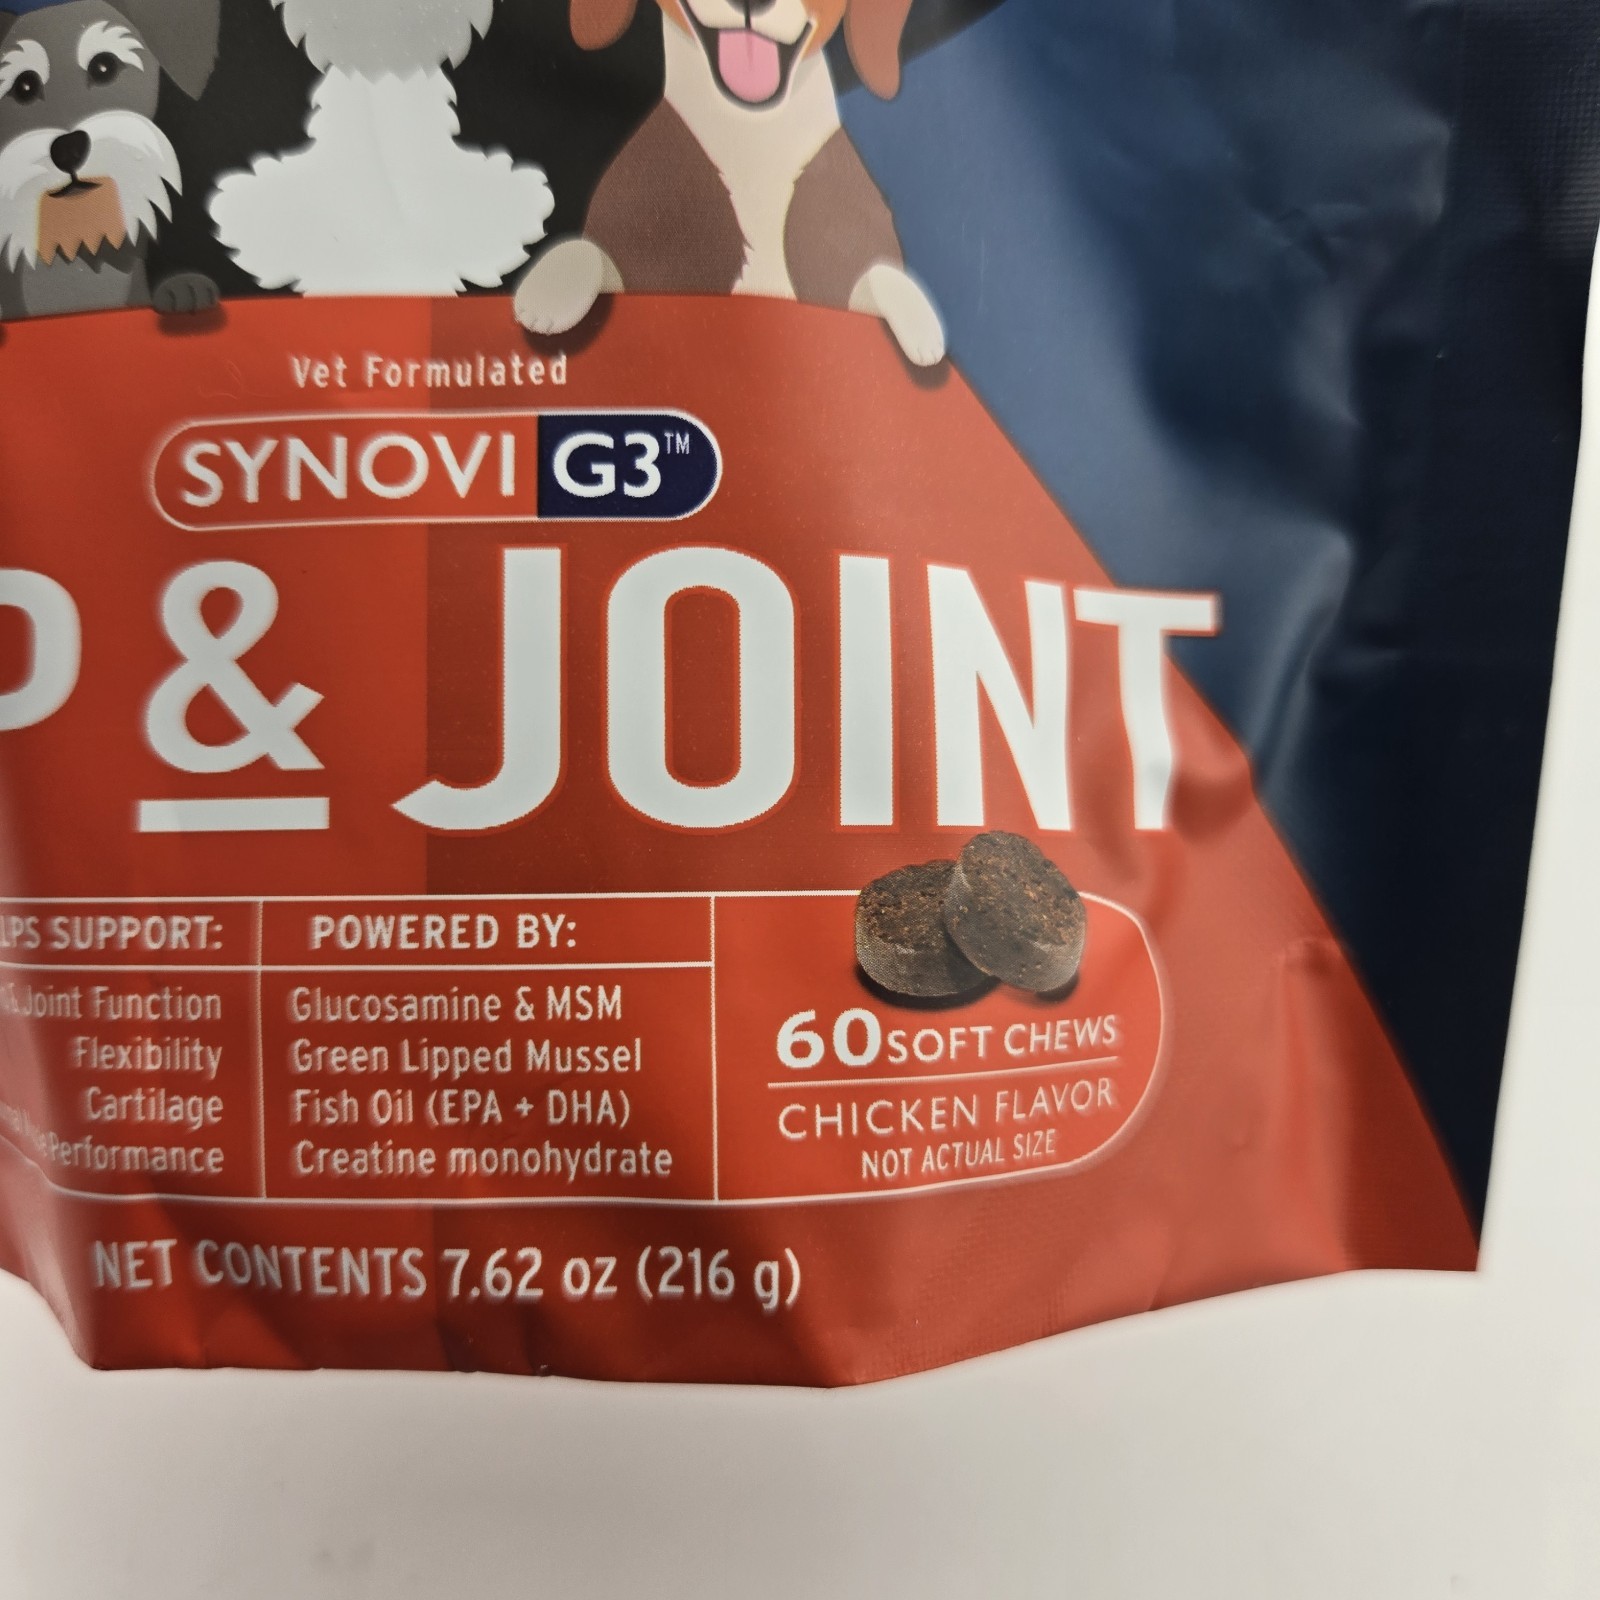 Vet Formulated
SYNOVI G3™
P & JOINT
LPS SUPPORT:
Joint Function
Flexibility
Cartilage
Performance
POWERED BY:
Glucosamine & MSM
Green Lipped Mussel
Fish Oil (EPA + DHA)
Creatine monohydrate
60 SOFT CHEWS
CHICKEN FLAVOR
NOT ACTUAL SIZE
NET CONTENTS 7.62 oz (216 g)